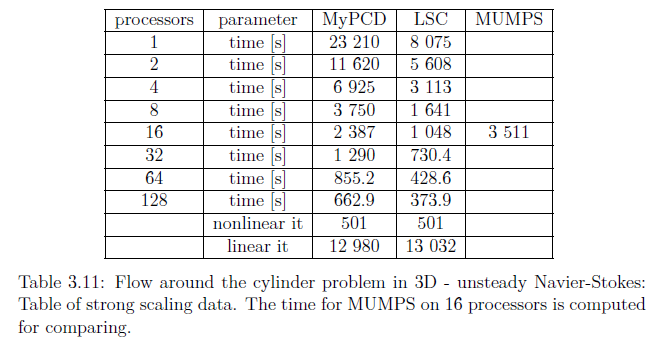 processors parameter MyPCD LSC MUMPS
1 time [s] 23 210 8 075
2 time [s] 11 620 5 608
4 time [s] 6 925 3 113
8 time [s] 3 750 1 641
16 time [s] 2 387 1 048 3 511
32 time [s] 1 290 730.4
64 time [s] 855.2 428.6
128 time [s] 662.9 373.9
nonlinear it 501 501
linear it 12 980 13 032
Table 3.11: Flow around the cylinder problem in 3D - unsteady Navier-Stokes:
Table of strong scaling data. The time for MUMPS on 16 processors is computed
for comparing.